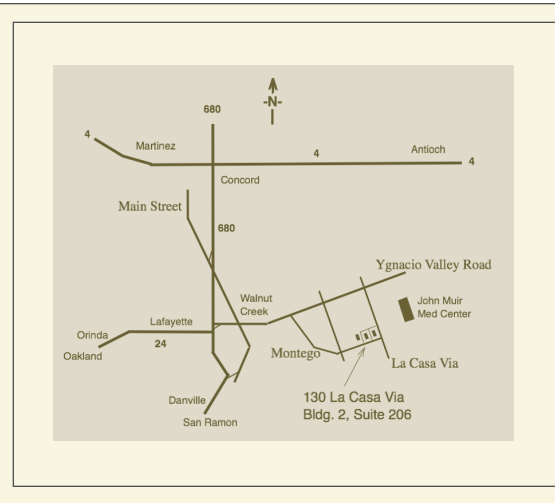 680
-N-
4
Martinez
4
Antioch
4
Concord
Main Street
680
Ygnacio Valley Road
Walnut
Creek
John Muir
Med Center
Lafayette
Orinda
24
Oakland
Montego
La Casa Via
130 La Casa Via
Bldg. 2, Suite 206
Danville
San Ramon